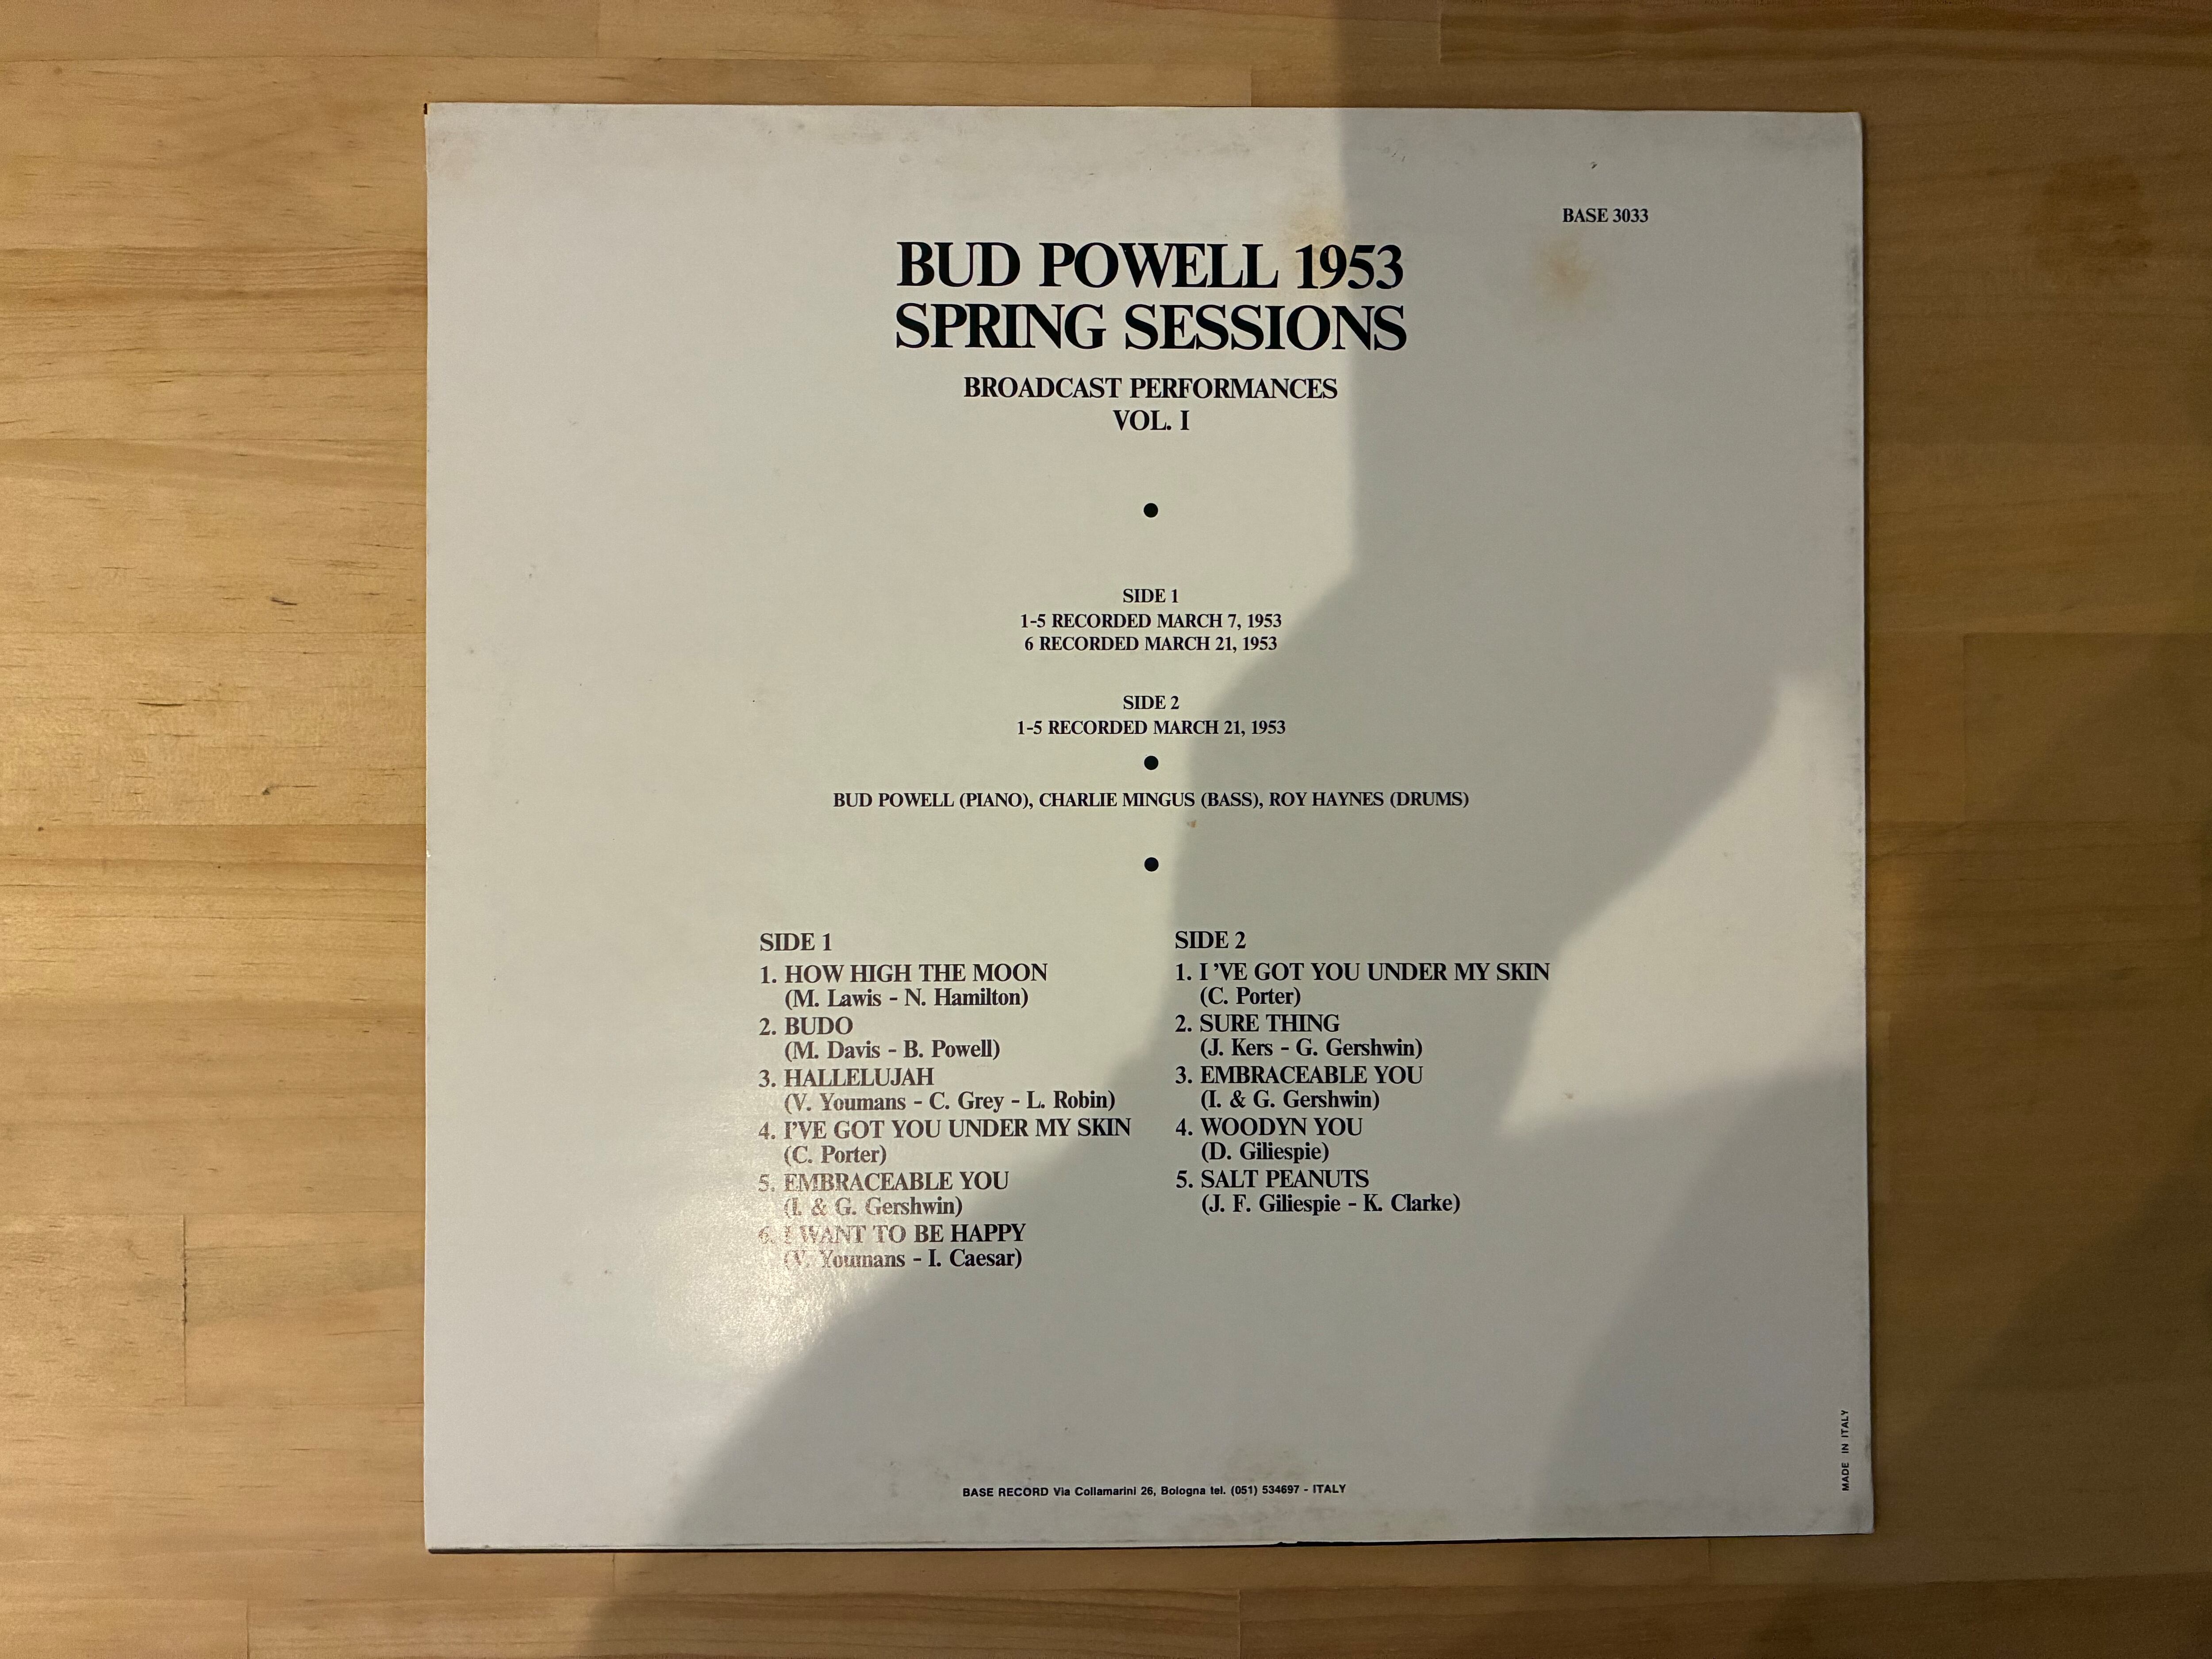 BASE 3033
BUD POWELL 1953
SPRING SESSIONS
BROADCAST PERFORMANCES
VOL. I
SIDE 1
1-5 RECORDED MARCH 7, 1953
6 RECORDED MARCH 21, 1953
SIDE 2
1-5 RECORDED MARCH 21, 1953
BUD POWELL (PIANO), CHARLIE MINGUS (BASS), ROY HAYNES (DRUMS)
SIDE 1
1. HOW HIGH THE MOON
(M. Lawis - N. Hamilton)
2. BUDO
(M. Davis - B. Powell)
3. HALLELUJAH
(V. Youmans - C. Grey - L. Robin)
4. I'VE GOT YOU UNDER MY SKIN
(C. Porter)
5. EMBRACEABLE YOU
(I. & G. Gershwin)
6. I WANT TO BE HAPPY
(V. Youmans - I. Caesar)
SIDE 2
1. I 'VE GOT YOU UNDER MY SKIN
(C. Porter)
2. SURE THING
(J. Kers - G. Gershwin)
3. EMBRACEABLE YOU
(I. & G. Gershwin)
4. WOODYN YOU
(D. Giliespie)
5. SALT PEANUTS
(J. F. Giliespie - K. Clarke)
BASE RECORD Via Collamarini 26, Bologna tel. (051) 534697 - ITALY
MADE IN ITALY